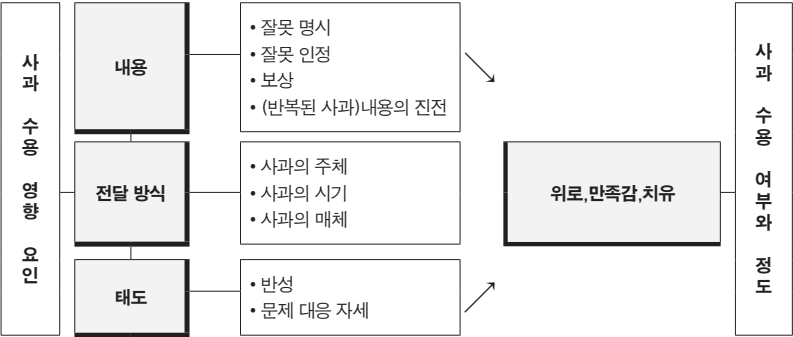 사과 수용 영향 요인
내용
• 잘못 명시
• 잘못 인정
• 보상
• (반복된 사과)내용의 진전
전달 방식
• 사과의 주체
• 사과의 시기
• 사과의 매체
태도
• 반성
• 문제 대응 자세
위로,만족감,치유
사과 수용 여부와 정도